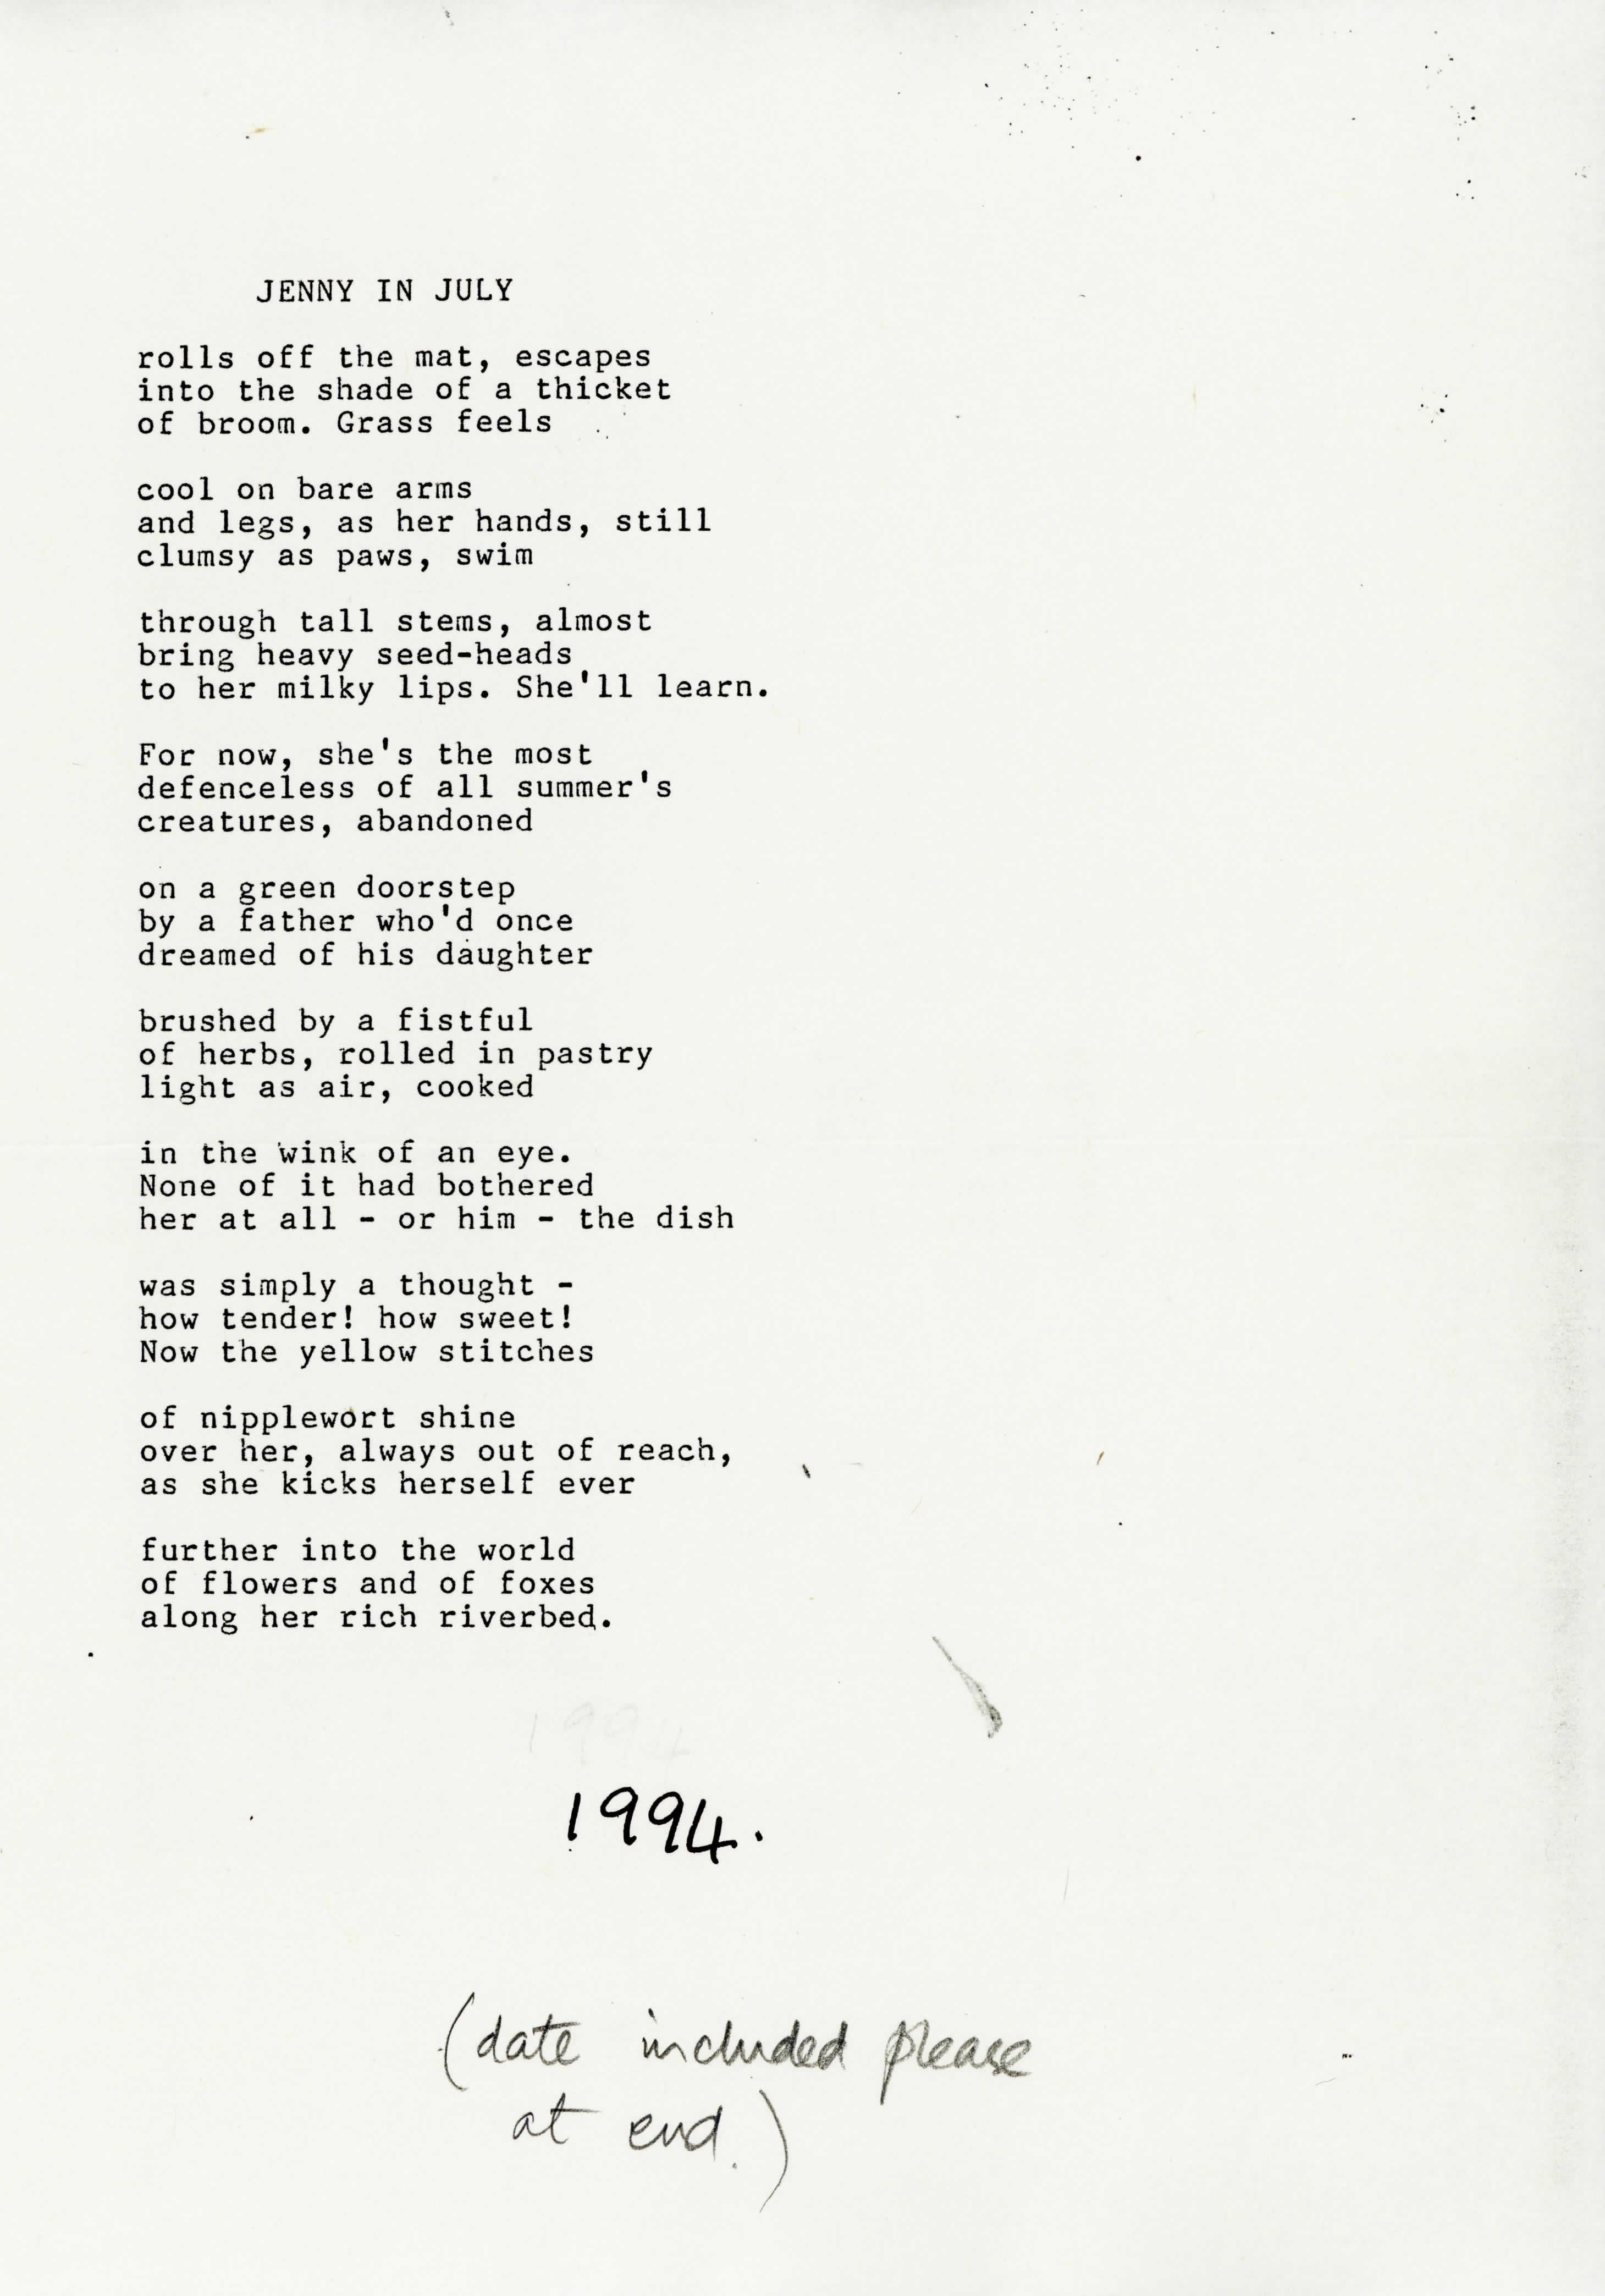 JENNY IN JULY
rolls off the mat, escapes
into the shade of a thicket
of broom. Grass feels
cool on bare arms
and legs, as her hands, still
clumsy as paws, swim
through tall stems, almost
bring heavy seed-heads
to her milky lips. She'll learn.
For now, she's the most
defenceless of all summer's
creatures, abandoned
on a green doorstep
by a father who'd once
dreamed of his daughter
brushed by a fistful
of herbs, rolled in pastry
light as air, cooked
in the wink of an eye.
None of it had bothered
her at all - or him - the dish
was simply a thought -
how tender! how sweet!
Now the yellow stitches
of nipplewort shine
over her, always out of reach,
as she kicks herself ever
further into the world
of flowers and of foxes
along her rich riverbed.
1994
1994.
(date included please
at end.)